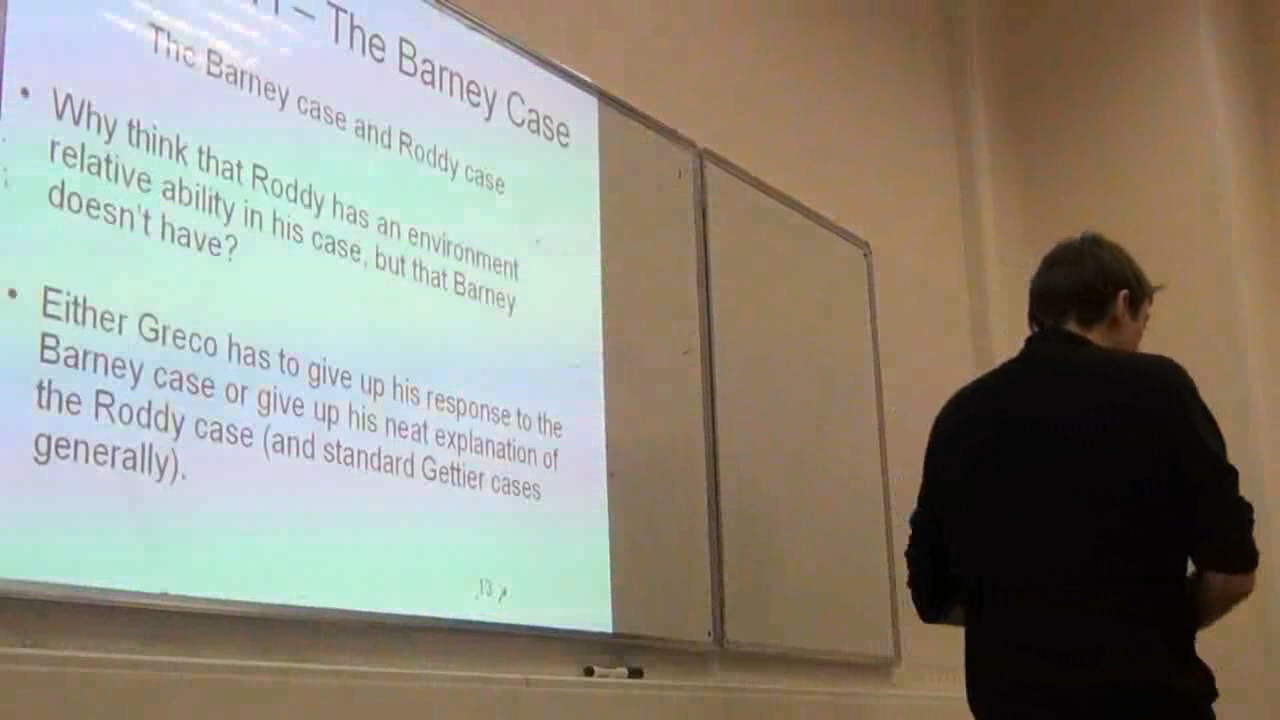 – The Barney Case
The Barney case and Roddy case
• Why think that Roddy has an environment
relative ability in his case, but that Barney
doesn't have?
• Either Greco has to give up his response to the
Barney case or give up his neat explanation of
the Roddy case (and standard Gettier cases
generally).
13